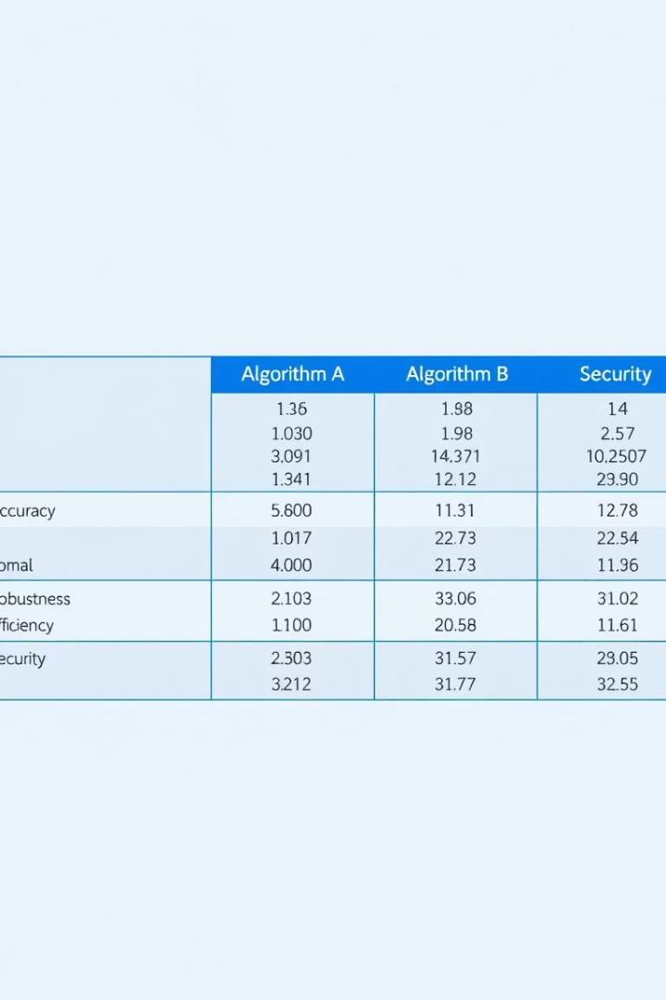 Algorithm A Algorithm B Security
1.36 1.98 14
1.030 1.98 2.57
3.091 14.371 10.2507
1.341 12.12 29.90
ccuracy 5.600 11.31 12.78
1.017 22.73 22.54
omal 4.000 21.73 11.96
obustness 2.103 33.06 31.02
fficiency 1.100 20.58 11.61
ecurity 2.303 31.57 28.05
3.212 31.77 32.55